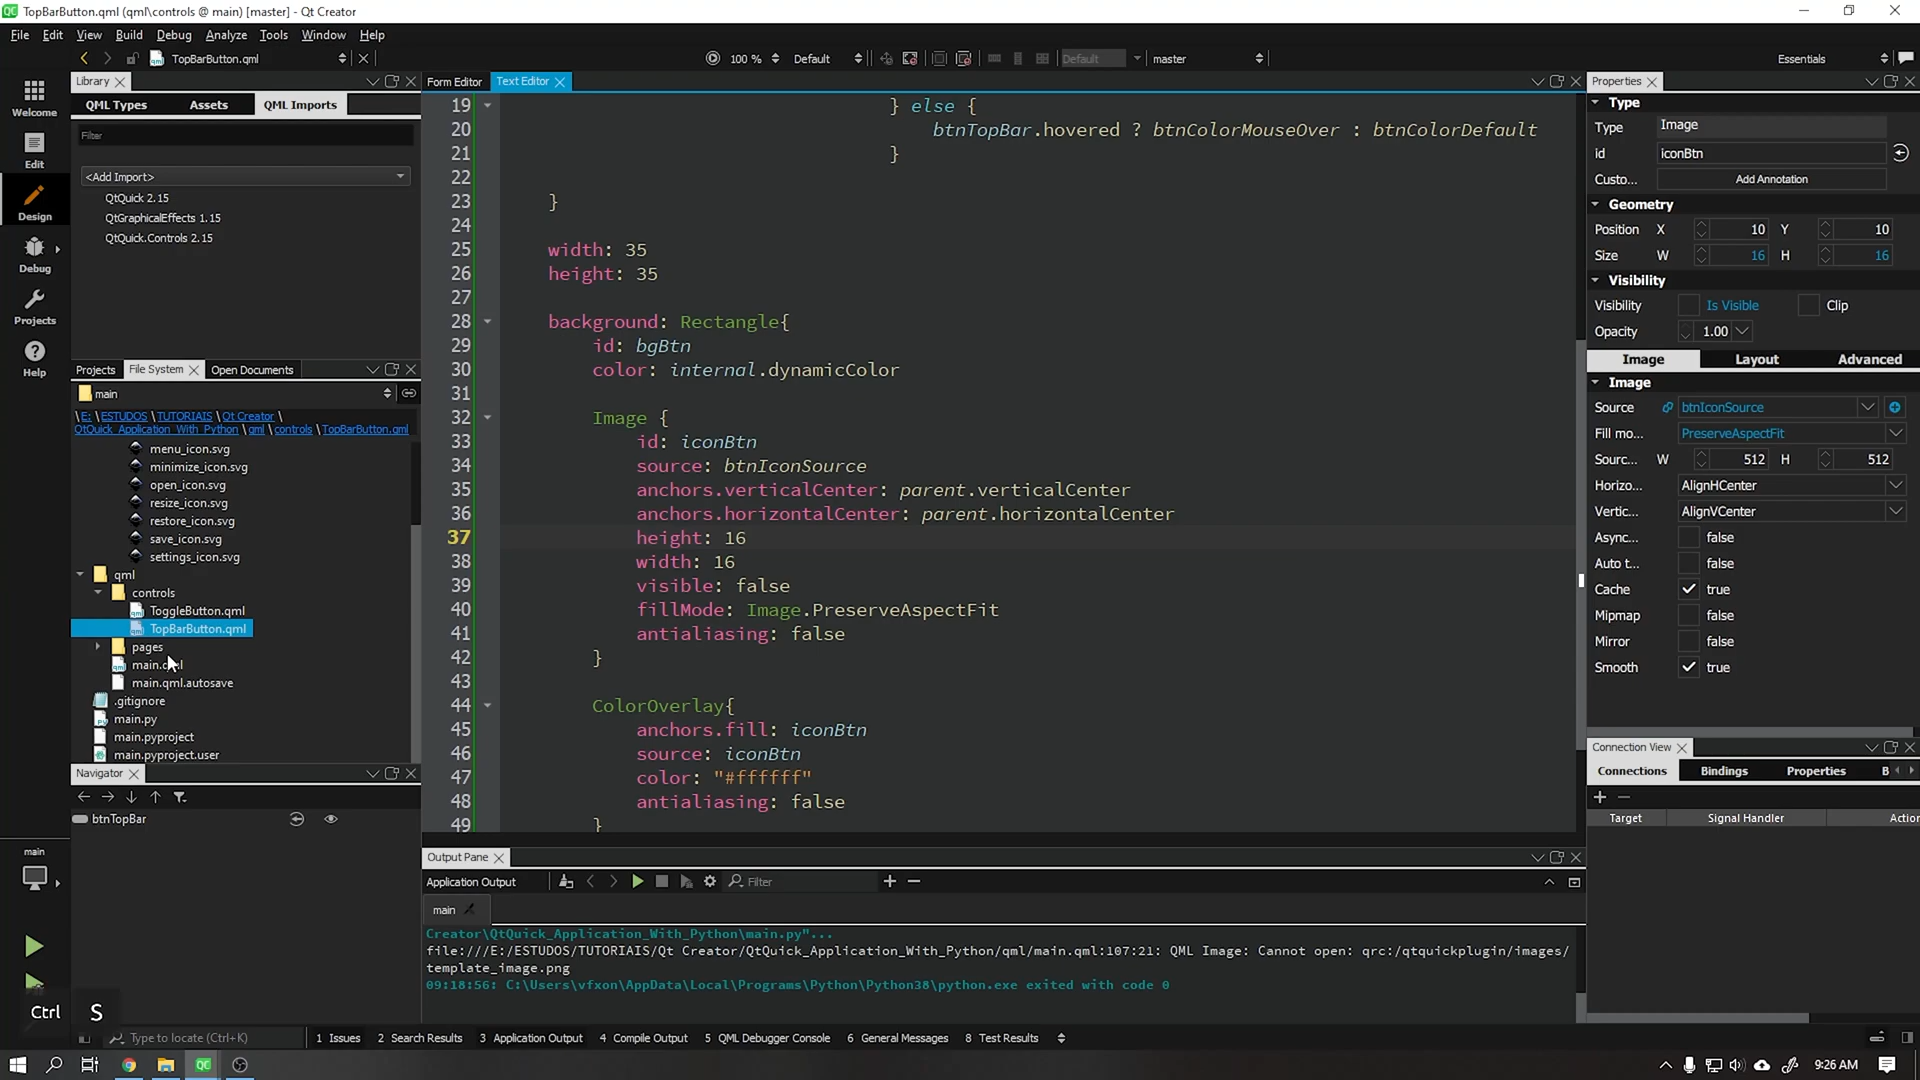 TopBarButton.qml (qml\controls @ main) [master] - Qt Creator
File Edit View Build Debug Analyze Tools Window Help
TopBarButton.qml 100 % Default Default master Essentials
Library
QML Types Assets QML Imports
Filter
<Add Import>
QtQuick 2.15
QtGraphicalEffects 1.15
QtQuick.Controls 2.15
Welcome
Edit
Design
Debug
Projects
Help
Projects File System Open Documents
main
\E: \ESTUDOS \TUTORIAIS \Qt Creator \
QtQuick_Application_With_Python \qml \controls \TopBarButton.qml
menu_icon.svg
minimize_icon.svg
open_icon.svg
resize_icon.svg
restore_icon.svg
save_icon.svg
settings_icon.svg
qml
controls
ToggleButton.qml
TopBarButton.qml
pages
main.qml
main.qml.autosave
.gitignore
main.py
main.pyproject
main.pyproject.user
Navigator
btnTopBar
main
Ctrl S
Form Editor Text Editor
19 } else {
20 btnTopBar.hovered ? btnColorMouseOver : btnColorDefault
21 }
22
23 }
24
25 width: 35
26 height: 35
27
28 background: Rectangle{
29 id: bgBtn
30 color: internal.dynamicColor
31
32 Image {
33 id: iconBtn
34 source: btnIconSource
35 anchors.verticalCenter: parent.verticalCenter
36 anchors.horizontalCenter: parent.horizontalCenter
37 height: 16
38 width: 16
39 visible: false
40 fillMode: Image.PreserveAspectFit
41 antialiasing: false
42 }
43
44 ColorOverlay{
45 anchors.fill: iconBtn
46 source: iconBtn
47 color: "#ffffff"
48 antialiasing: false
49 }
Output Pane
Application Output Filter
main
Creator\QtQuick_Application_With_Python\main.py"...
file:///E:/ESTUDOS/TUTORIAIS/Qt Creator/QtQuick_Application_With_Python/qml/main.qml:107:21: QML Image: Cannot open: qrc:/qtquickplugin/images/
template_image.png
09:18:56: C:\Users\vfxon\AppData\Local\Programs\Python\Python38\python.exe exited with code 0
Properties
Type
Type Image
id iconBtn
Custo... Add Annotation
Geometry
Position X 10 Y 10
Size W 16 H 16
Visibility
Visibility Is Visible Clip
Opacity 1.00
Image Layout Advanced
Image
Source btnIconSource
Fill mo... PreserveAspectFit
Sourc... W 512 H 512
Horizo... AlignHCenter
Vertic... AlignVCenter
Async... false
Auto t... false
Cache true
Mipmap false
Mirror false
Smooth true
Connection View
Connections Bindings Properties B
Target Signal Handler Action
Type to locate (Ctrl+K) 1 Issues 2 Search Results 3 Application Output 4 Compile Output 5 QML Debugger Console 6 General Messages 8 Test Results
9:26 AM